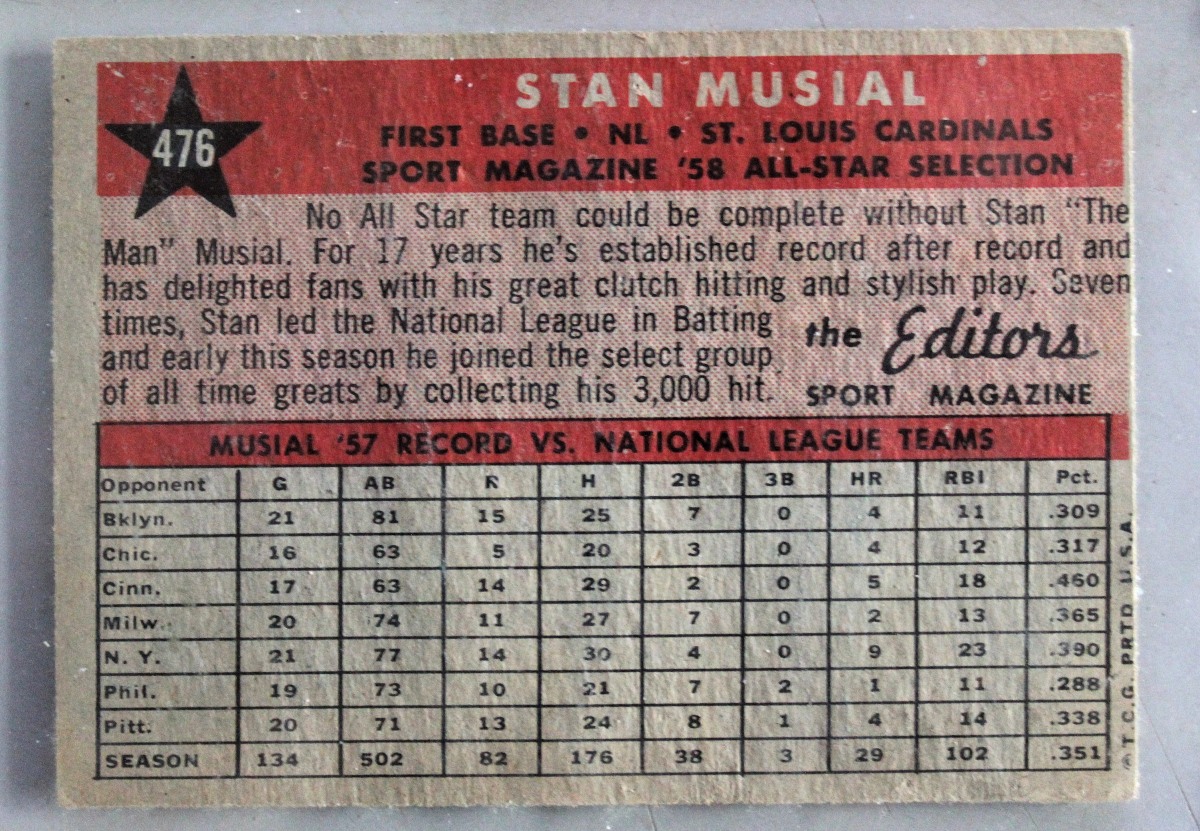 STAN MUSIAL
476
FIRST BASE • NL • ST. LOUIS CARDINALS
SPORT MAGAZINE '58 ALL-STAR SELECTION
No All Star team could be complete without Stan "The
Man" Musial. For 17 years he's established record after record and
has delighted fans with his great clutch hitting and stylish play. Seven
times, Stan led the National League in Batting
and early this season he joined the select group
of all time greats by collecting his 3,000 hit.
the Editors
SPORT MAGAZINE
MUSIAL '57 RECORD VS. NATIONAL LEAGUE TEAMS
Opponent G AB R H 2B 3B HR RBI Pct.
Bklyn. 21 81 15 25 7 0 4 11 .309
Chic. 16 63 5 20 3 0 4 12 .317
Cinn. 17 63 14 29 2 0 5 18 .460
Milw. 20 74 11 27 7 0 2 13 .365
N. Y. 21 77 14 30 4 0 9 23 .390
Phil. 19 73 10 21 7 2 1 11 .288
Pitt. 20 71 13 24 8 1 4 14 .338
SEASON 134 502 82 176 38 3 29 102 .351
© T.C.G. PRTD U.S.A.